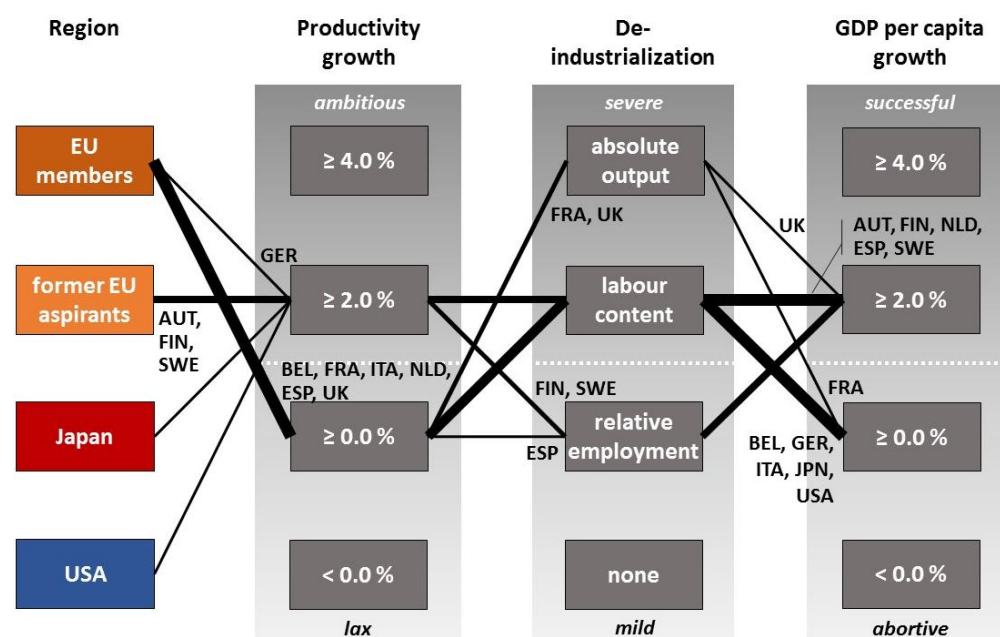 Region
Productivity
growth
De-
industrialization
GDP per capita
growth
ambitious
severe
successful
EU
members
≥ 4.0 %
absolute
output
≥ 4.0 %
FRA, UK
UK
AUT, FIN, NLD,
ESP, SWE
GER
former EU
aspirants
≥ 2.0 %
labour
content
≥ 2.0 %
AUT,
FIN,
SWE
BEL, FRA, ITA, NLD,
ESP, UK
FIN, SWE
FRA
Japan
≥ 0.0 %
relative
employment
≥ 0.0 %
ESP
BEL, GER,
ITA, JPN,
USA
USA
< 0.0 %
none
< 0.0 %
lax
mild
abortive